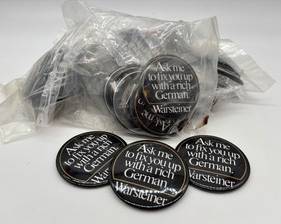 Ask me
to fix you up
with a rich
German.
Warsteiner
Ask me
to fix you up
with a rich
German.
Warsteiner
Ask me
to fix you up
with a rich
German.
Warsteiner
Ask me
to fix you up
with a rich
German.
Warsteiner